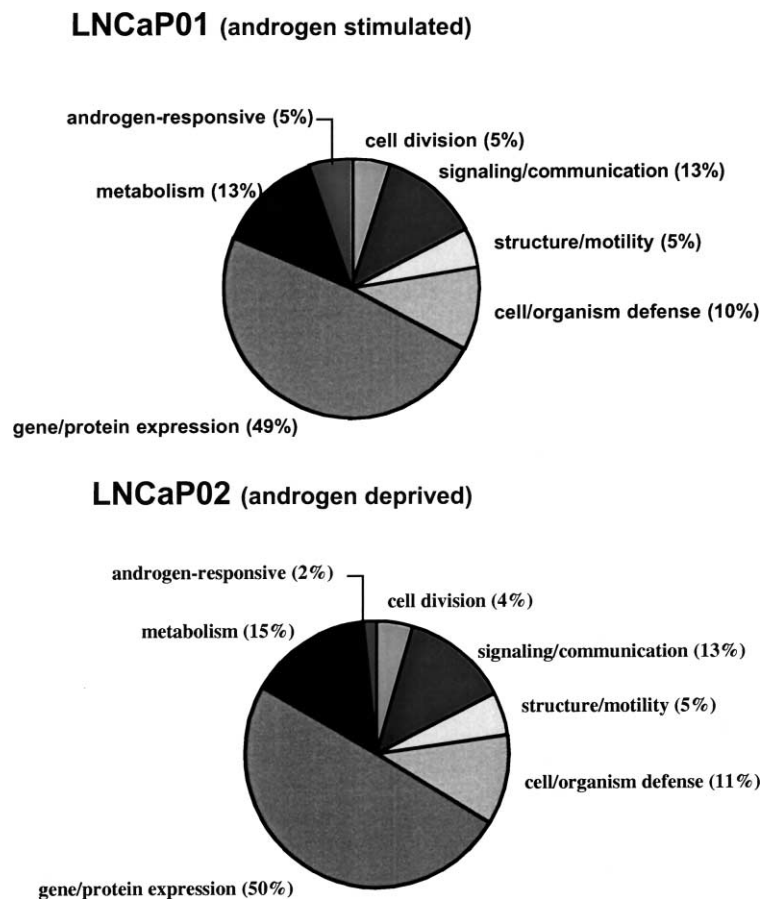 LNCaP01 (androgen stimulated)
androgen-responsive (5%)
cell division (5%)
signaling/communication (13%)
metabolism (13%)
structure/motility (5%)
cell/organism defense (10%)
gene/protein expression (49%)
LNCaP02 (androgen deprived)
androgen-responsive (2%)
cell division (4%)
metabolism (15%)
signaling/communication (13%)
structure/motility (5%)
cell/organism defense (11%)
gene/protein expression (50%)